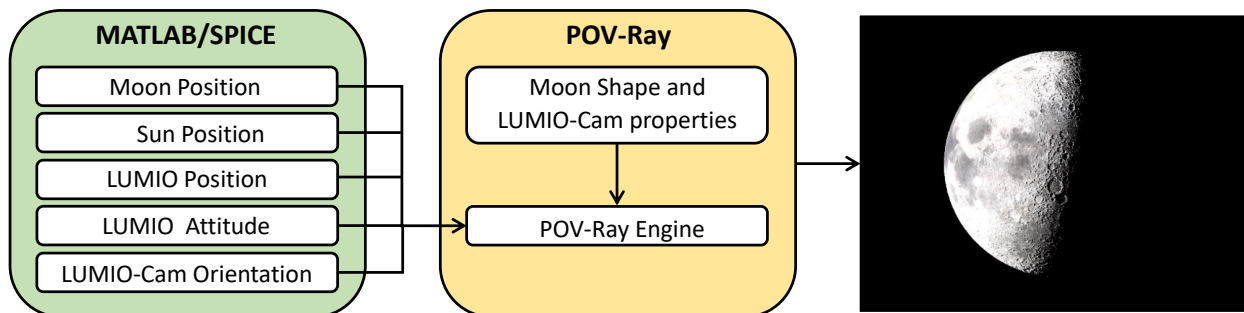 MATLAB/SPICE
Moon Position
Sun Position
LUMIO Position
LUMIO Attitude
LUMIO-Cam Orientation
POV-Ray
Moon Shape and
LUMIO-Cam properties
POV-Ray Engine